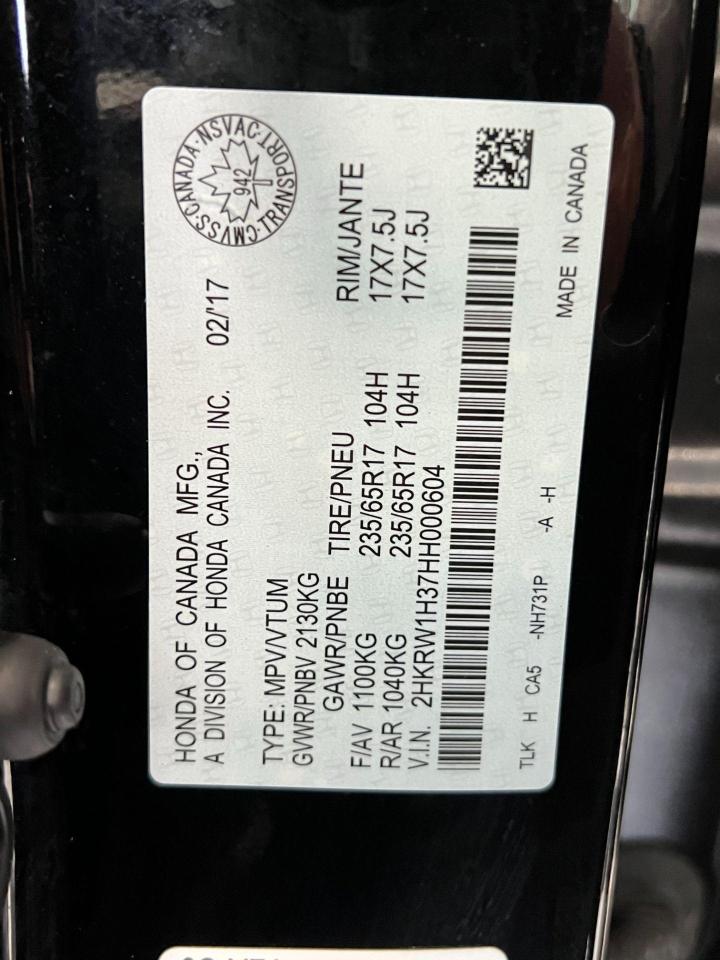 HONDA OF CANADA MFG.,
A DIVISION OF HONDA CANADA INC. 02/'17
CMVSS·CANADA·NSVAC·TRANSPORT
942
TYPE: MPV/VTUM
GWR/PNBV 2130KG
GAWR/PNBE TIRE/PNEU RIM/JANTE
F/AV 1100KG 235/65R17 104H 17X7.5J
R/AR 1040KG 235/65R17 104H 17X7.5J
V.I.N. 2HKRW1H37HH000604
TLK H CA5 -NH731P -A -H
MADE IN CANADA